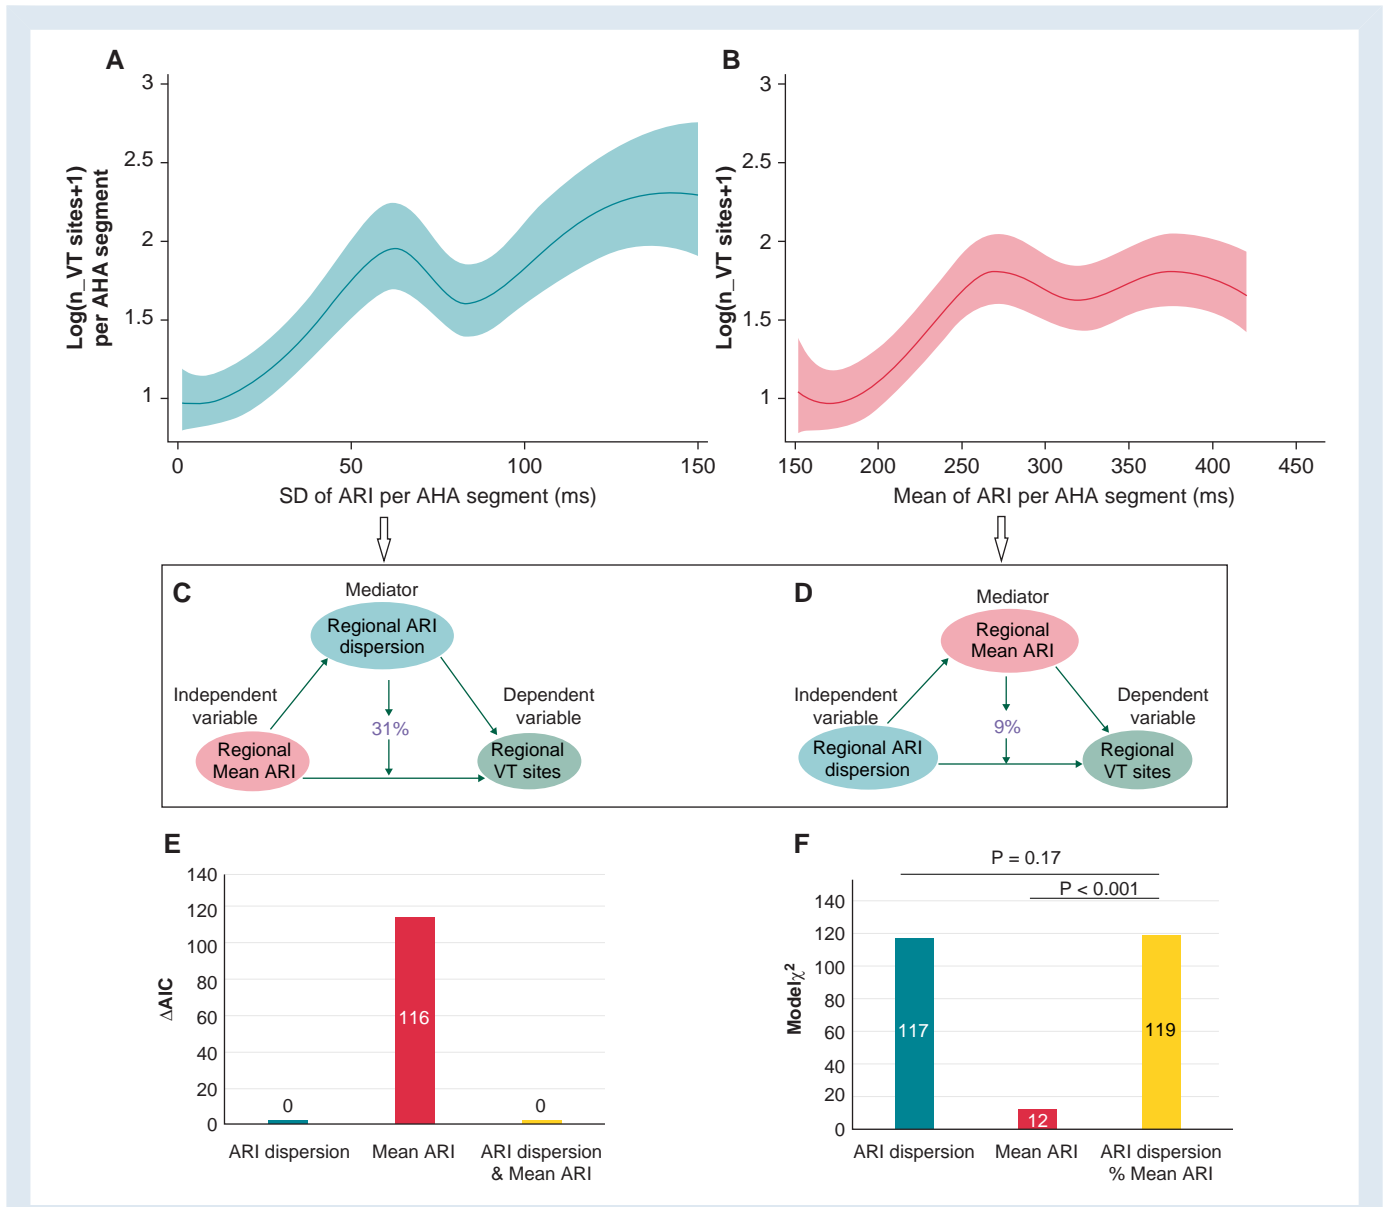 A
3
2.5
2
1.5
1
Log(n_VT sites+1)
per AHA segment
0
50
100
150
SD of ARI per AHA segment (ms)
B
3
2.5
2
1.5
1
Log(n_VT sites+1)
150
200
250
300
350
400
450
Mean of ARI per AHA segment (ms)
C
Mediator
Regional ARI
dispersion
Independent
variable
Dependent
variable
31%
Regional
Mean ARI
Regional
VT sites
D
Mediator
Regional
Mean ARI
Independent
variable
Dependent
variable
9%
Regional ARI
dispersion
Regional
VT sites
E
140
120
100
80
60
40
20
0
ΔAIC
0
116
0
ARI dispersion
Mean ARI
ARI dispersion
& Mean ARI
F
P = 0.17
P < 0.001
140
120
100
80
60
40
20
0
Modelχ²
117
12
119
ARI dispersion
Mean ARI
ARI dispersion
% Mean ARI